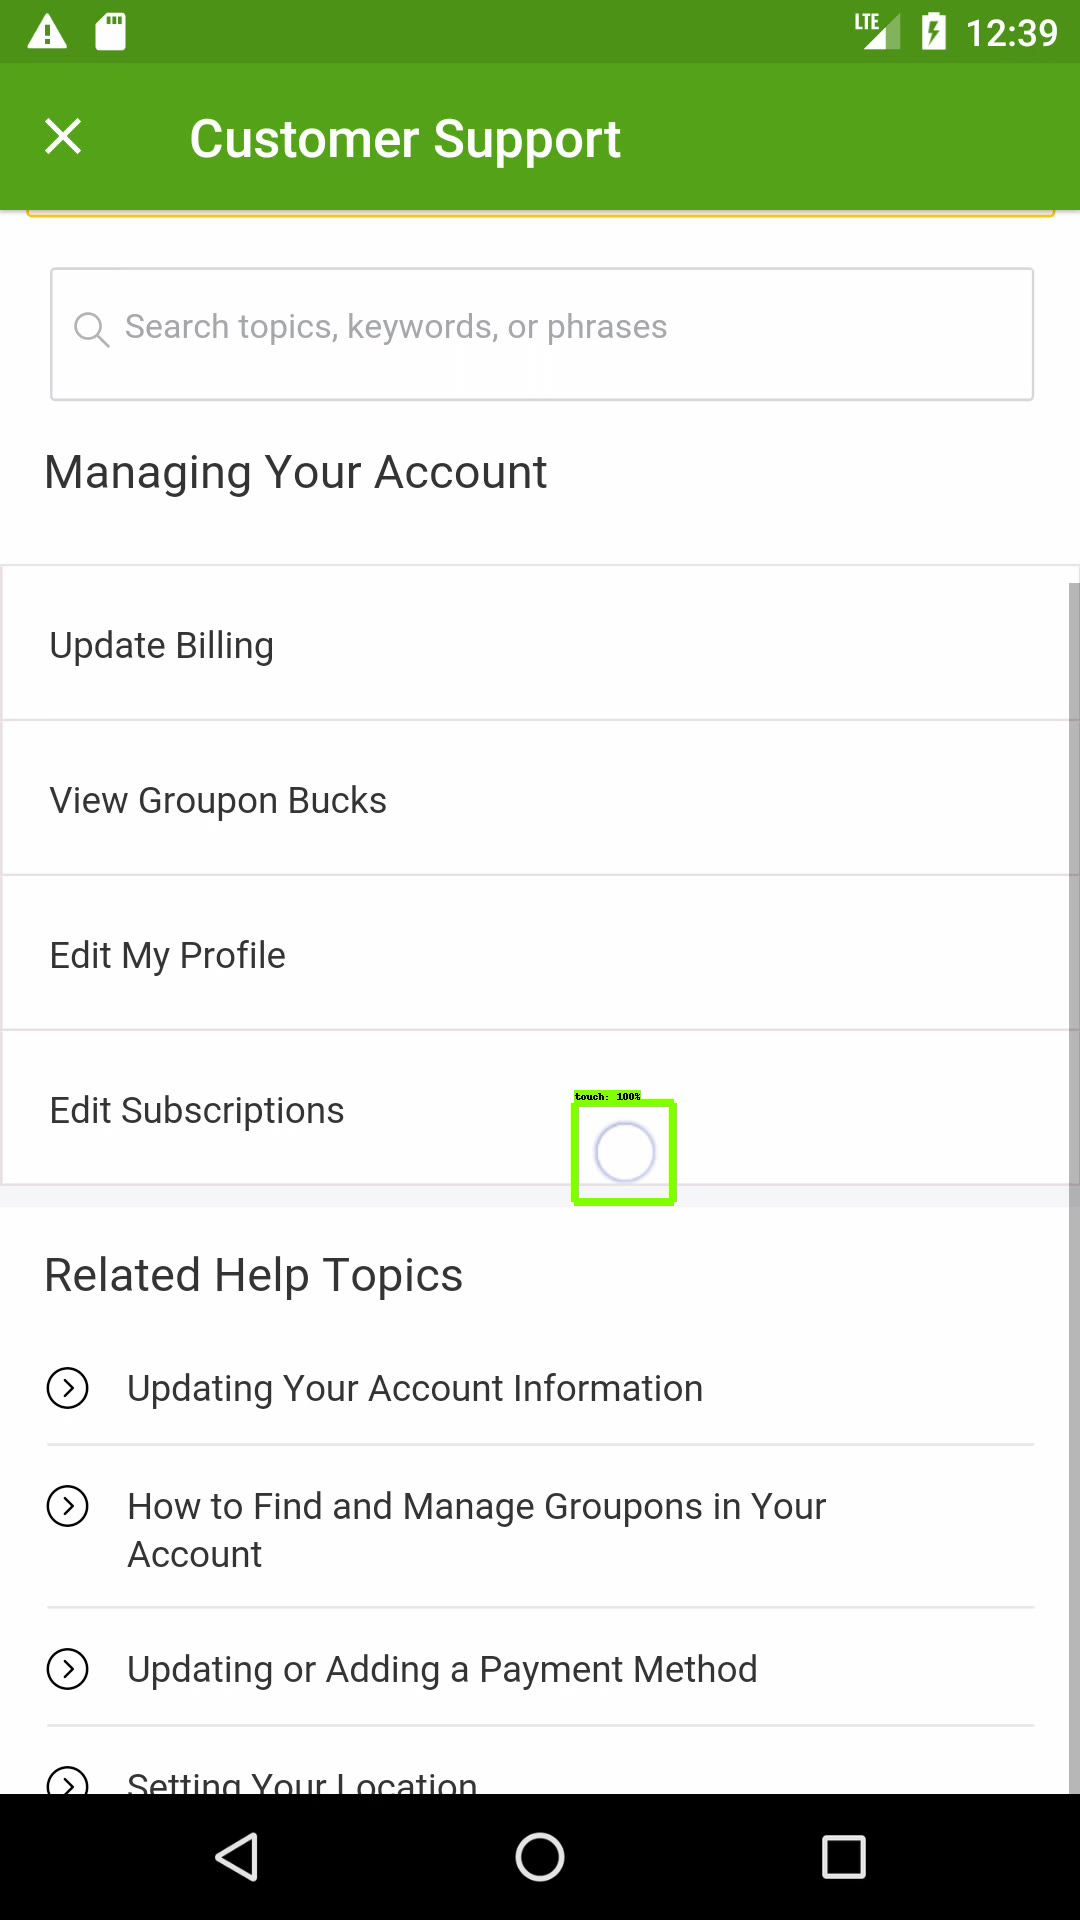 LTE 12:39
Customer Support
Search topics, keywords, or phrases
Managing Your Account
Update Billing
View Groupon Bucks
Edit My Profile
Edit Subscriptions
touch: 100%
Related Help Topics
Updating Your Account Information
How to Find and Manage Groupons in Your
Account
Updating or Adding a Payment Method
Setting Your Location